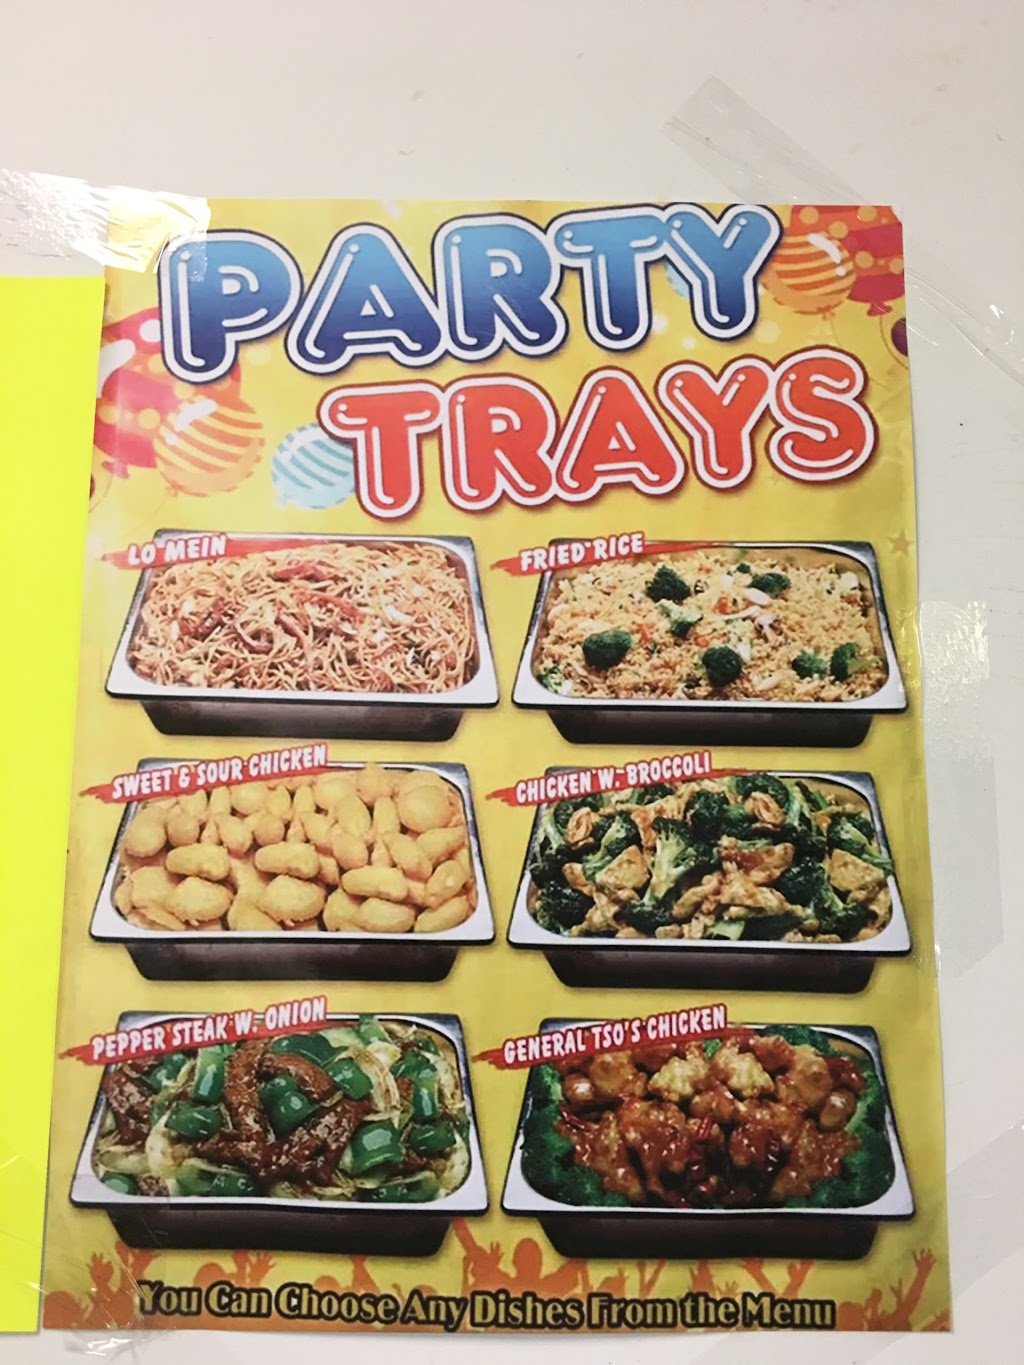 PARTY
TRAYS
LO MEIN
FRIED RICE
SWEET & SOUR CHICKEN
CHICKEN W. BROCCOLI
PEPPER STEAK W. ONION
GENERAL TSO'S CHICKEN
You Can Choose Any Dishes From the Menu